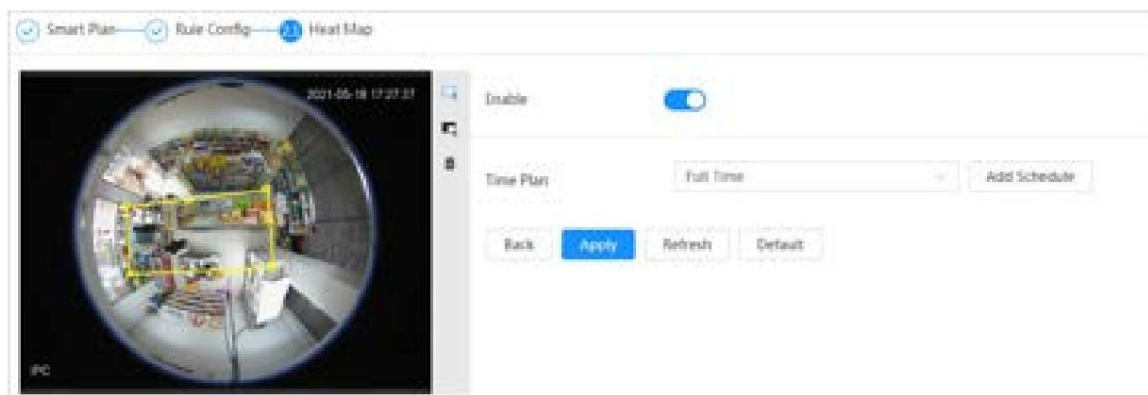 Smart Plan Rule Config Heat Map
2021-05-18 17:27:37
Enable
Time Plan Full Time Add Schedule
Back Apply Refresh Default
IPC